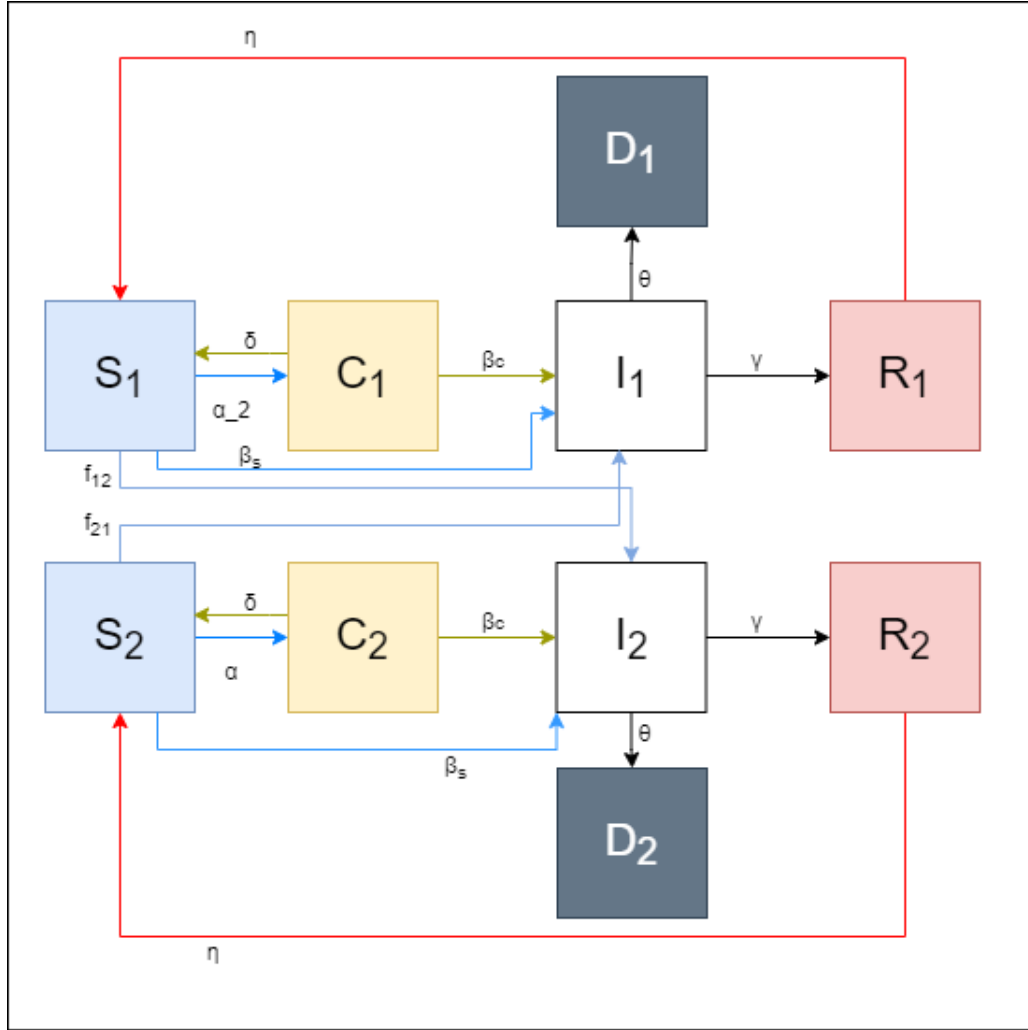 η
D₁
θ
S₁
δ
α_2
C₁
βc
I₁
γ
R₁
βₛ
f₁₂
f₂₁
S₂
δ
α
C₂
βc
I₂
γ
R₂
θ
βₛ
D₂
η